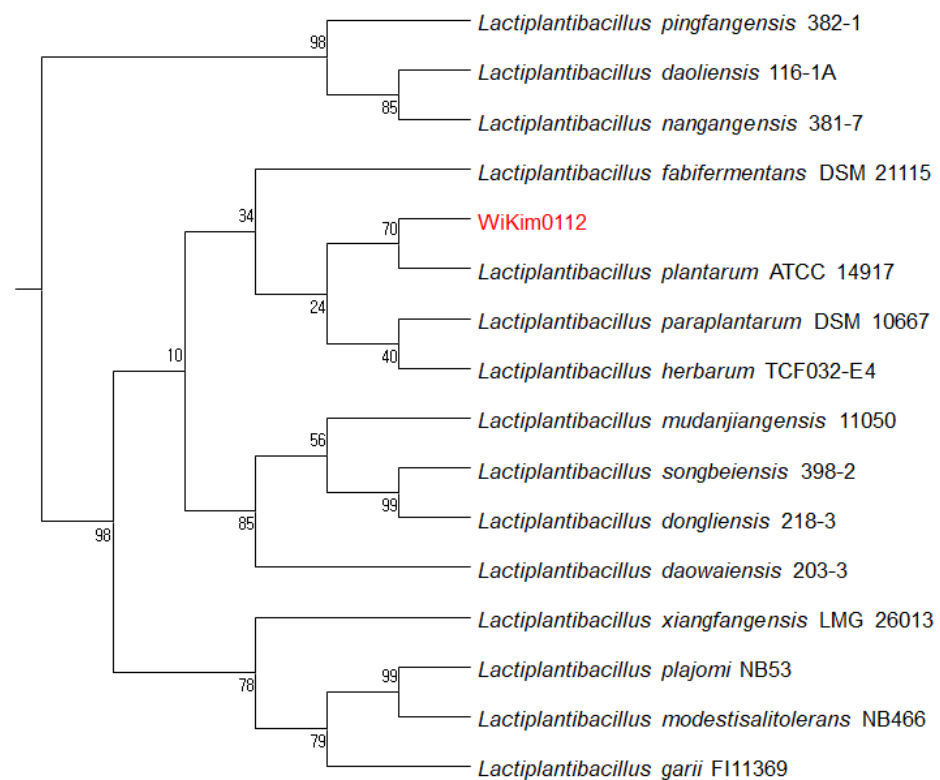 98
Lactiplantibacillus pingfangensis 382-1
Lactiplantibacillus daoliensis 116-1A
85
Lactiplantibacillus nangangensis 381-7
Lactiplantibacillus fabifermentans DSM 21115
34
WiKim0112
70
Lactiplantibacillus plantarum ATCC 14917
24
Lactiplantibacillus paraplantarum DSM 10667
10
40
Lactiplantibacillus herbarum TCF032-E4
Lactiplantibacillus mudanjiangensis 11050
56
Lactiplantibacillus songbeiensis 398-2
99
Lactiplantibacillus dongliensis 218-3
85
98
Lactiplantibacillus daowaiensis 203-3
Lactiplantibacillus xiangfangensis LMG 26013
Lactiplantibacillus plajomi NB53
99
78
Lactiplantibacillus modestisalitolerans NB466
79
Lactiplantibacillus garii FI11369